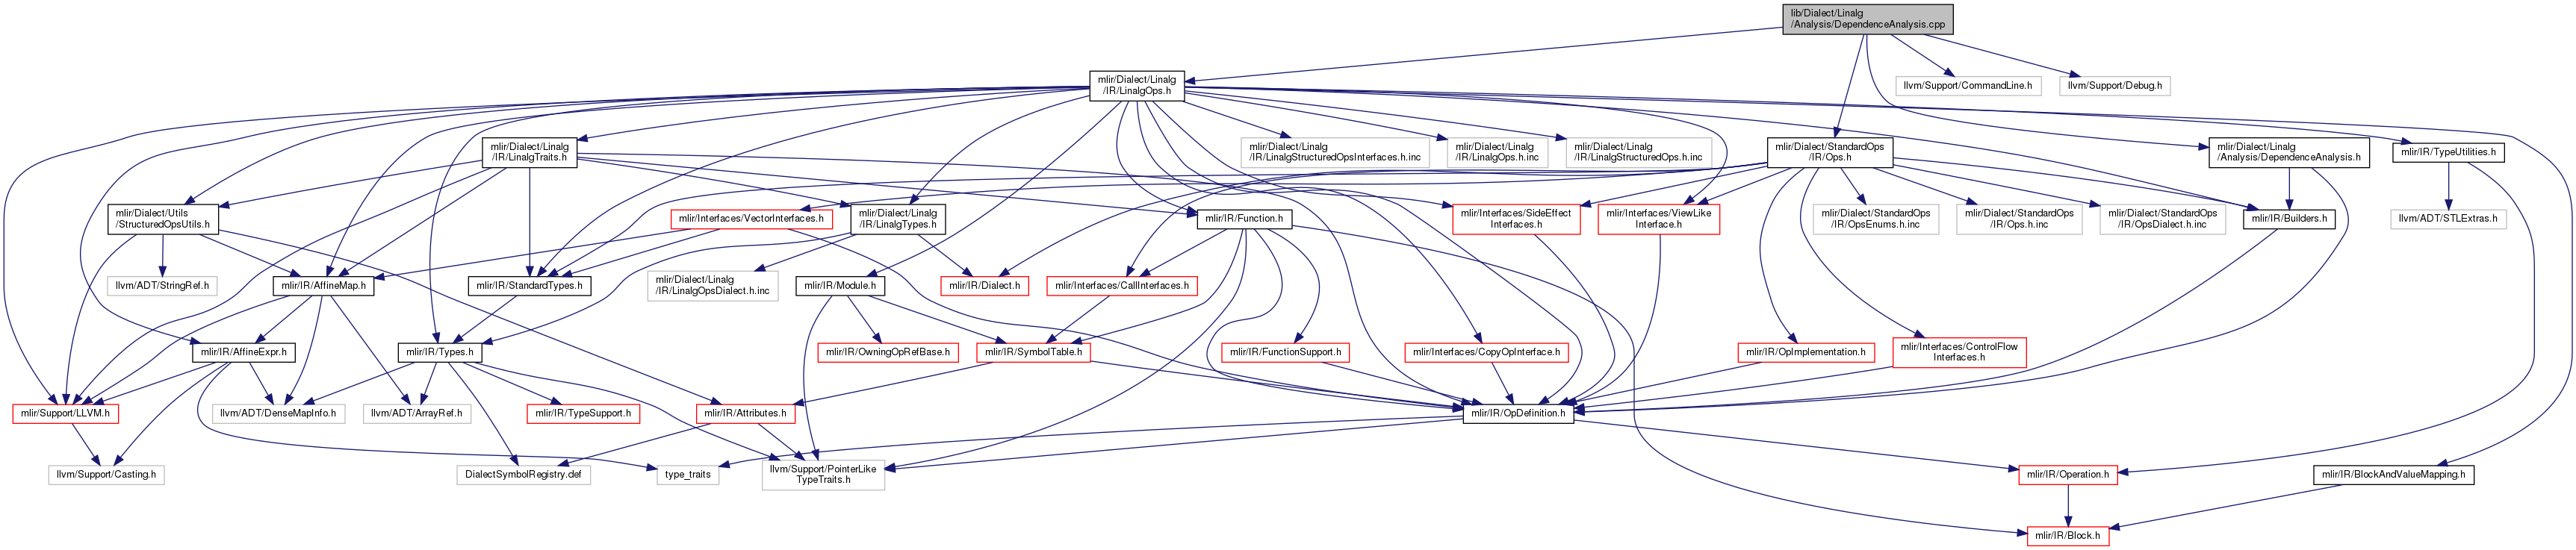 lib/Dialect/Linalg
/Analysis/DependenceAnalysis.cpp
mlir/Dialect/Linalg
/IR/LinalgOps.h
llvm/Support/CommandLine.h
llvm/Support/Debug.h
mlir/Dialect/Linalg
/IR/LinalgTraits.h
mlir/Dialect/Linalg
/IR/LinalgStructuredOpsInterfaces.h.inc
mlir/Dialect/Linalg
/IR/LinalgOps.h.inc
mlir/Dialect/Linalg
/IR/LinalgStructuredOps.h.inc
mlir/Dialect/StandardOps
/IR/Ops.h
mlir/Dialect/Linalg
/Analysis/DependenceAnalysis.h
mlir/IR/TypeUtilities.h
mlir/Dialect/Utils
/StructuredOpsUtils.h
mlir/Interfaces/VectorInterfaces.h
mlir/Dialect/Linalg
/IR/LinalgTypes.h
mlir/IR/Function.h
mlir/Interfaces/SideEffect
Interfaces.h
mlir/Interfaces/ViewLike
Interface.h
mlir/Dialect/StandardOps
/IR/OpsEnums.h.inc
mlir/Dialect/StandardOps
/IR/Ops.h.inc
mlir/Dialect/StandardOps
/IR/OpsDialect.h.inc
mlir/IR/Builders.h
llvm/ADT/STLExtras.h
llvm/ADT/StringRef.h
mlir/IR/AffineMap.h
mlir/IR/StandardTypes.h
mlir/Dialect/Linalg
/IR/LinalgOpsDialect.h.inc
mlir/IR/Module.h
mlir/IR/Dialect.h
mlir/Interfaces/CallInterfaces.h
mlir/IR/AffineExpr.h
mlir/IR/Types.h
mlir/IR/OwningOpRefBase.h
mlir/IR/SymbolTable.h
mlir/IR/FunctionSupport.h
mlir/Interfaces/CopyOpInterface.h
mlir/IR/OpImplementation.h
mlir/Interfaces/ControlFlow
Interfaces.h
mlir/Support/LLVM.h
llvm/ADT/DenseMapInfo.h
llvm/ADT/ArrayRef.h
mlir/IR/TypeSupport.h
mlir/IR/Attributes.h
mlir/IR/OpDefinition.h
llvm/Support/Casting.h
DialectSymbolRegistry.def
type_traits
llvm/Support/PointerLike
TypeTraits.h
mlir/IR/Operation.h
mlir/IR/BlockAndValueMapping.h
mlir/IR/Block.h